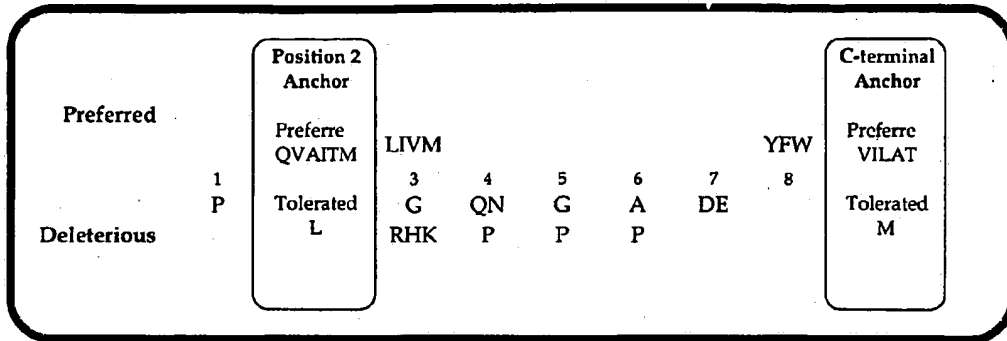 Position 2 C-terminal
Anchor Anchor
Preferred
Preferre Preferre
QVAITM LIVM YFW VILAT
1 3 4 5 6 7 8
P Tolerated G QN G A DE Tolerated
Deleterious L RHK P P P M